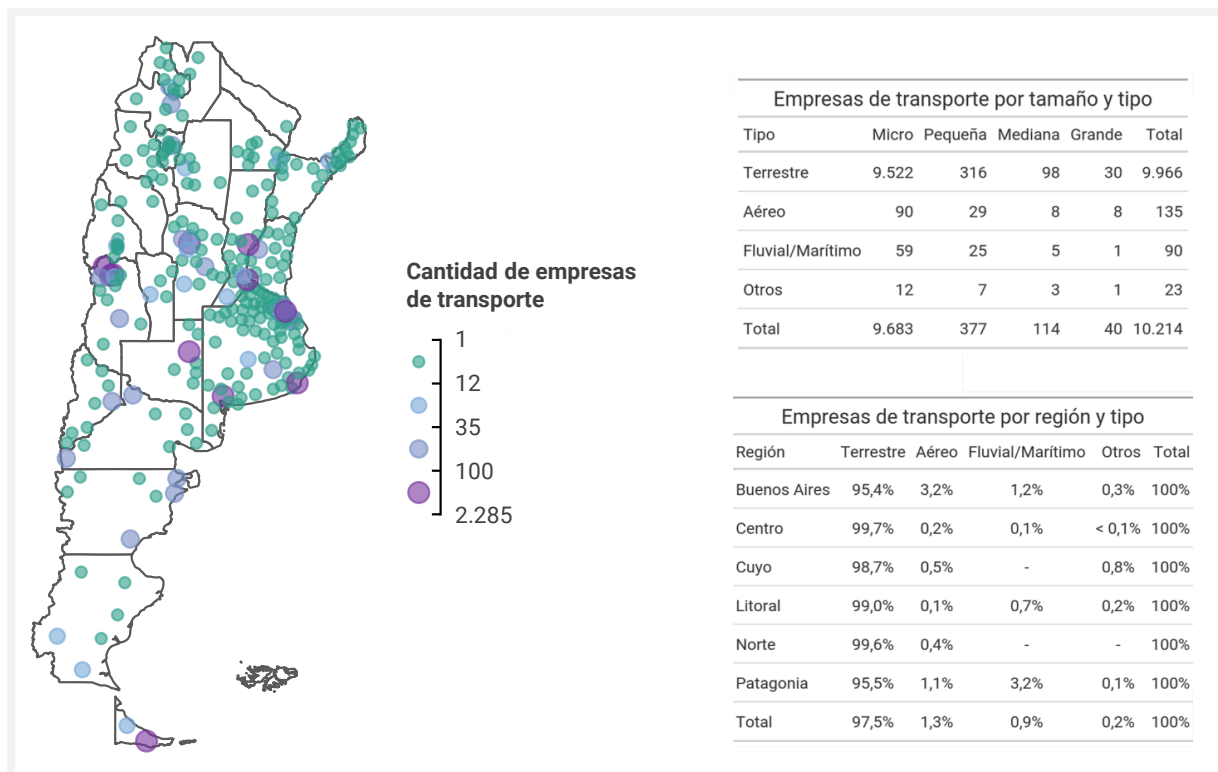 Cantidad de empresas
de transporte
1
12
35
100
2.285
Empresas de transporte por tamaño y tipo
Tipo Micro Pequeña Mediana Grande Total
Terrestre 9.522 316 98 30 9.966
Aéreo 90 29 8 8 135
Fluvial/Marítimo 59 25 5 1 90
Otros 12 7 3 1 23
Total 9.683 377 114 40 10.214
Empresas de transporte por región y tipo
Región Terrestre Aéreo Fluvial/Marítimo Otros Total
Buenos Aires 95,4% 3,2% 1,2% 0,3% 100%
Centro 99,7% 0,2% 0,1% < 0,1% 100%
Cuyo 98,7% 0,5% - 0,8% 100%
Litoral 99,0% 0,1% 0,7% 0,2% 100%
Norte 99,6% 0,4% - - 100%
Patagonia 95,5% 1,1% 3,2% 0,1% 100%
Total 97,5% 1,3% 0,9% 0,2% 100%